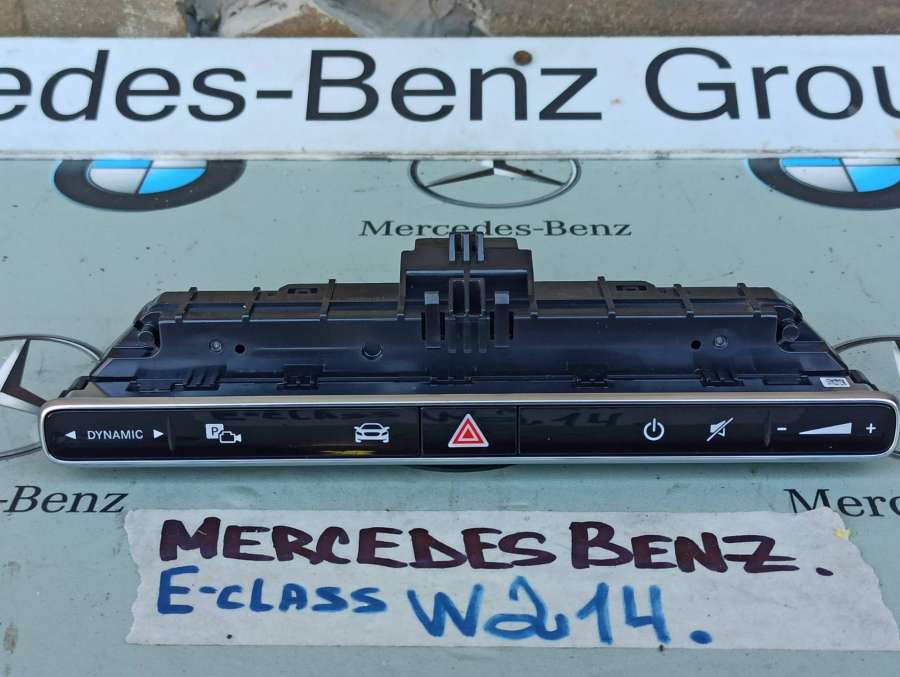 edes-Benz Grou
Mercedes-Benz
DYNAMIC P - +
-Benz
Merc
MERCEDES BENZ.
E-CLASS W214.